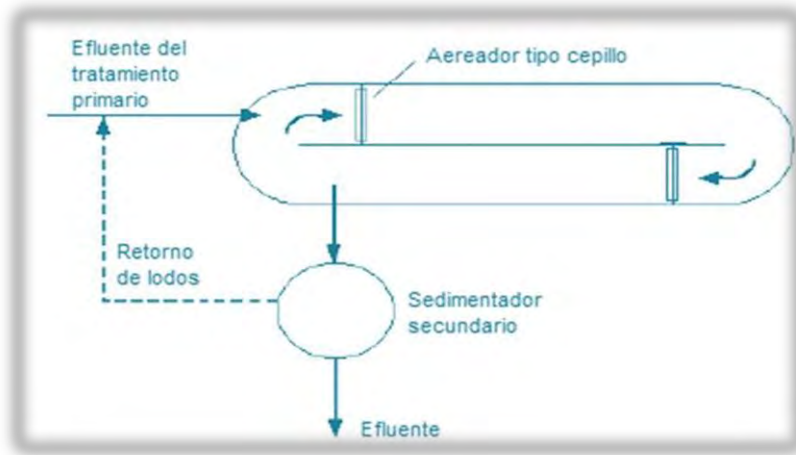 Efluente del
tratamiento
primario
Aereador tipo cepillo
Retorno
de lodos
Sedimentador
secundario
Efluente